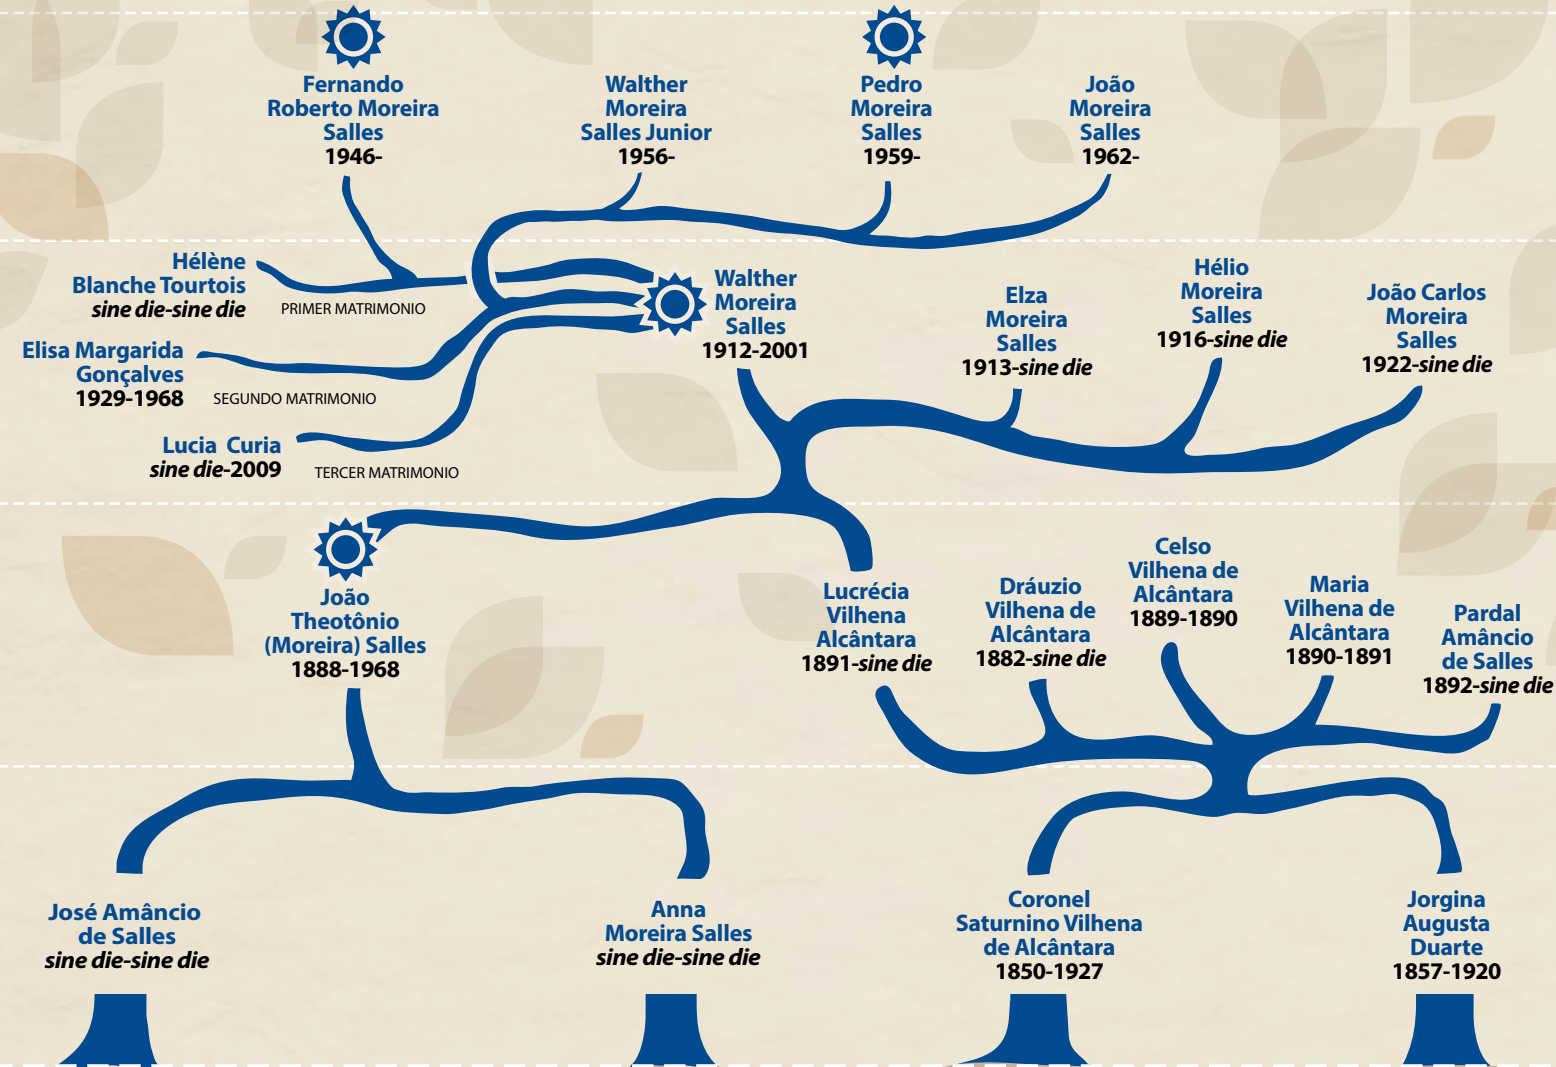 Fernando
Roberto Moreira
Salles
1946-
Walther
Moreira
Salles Junior
1956-
Pedro
Moreira
Salles
1959-
João
Moreira
Salles
1962-
Hélène
Blanche Tourtois
sine die-sine die
PRIMER MATRIMONIO
Elisa Margarida
Gonçalves
1929-1968
SEGUNDO MATRIMONIO
Lucia Curia
sine die-2009
TERCER MATRIMONIO
Walther
Moreira
Salles
1912-2001
Elza
Moreira
Salles
1913-sine die
Hélio
Moreira
Salles
1916-sine die
João Carlos
Moreira
Salles
1922-sine die
João
Theotônio
(Moreira) Salles
1888-1968
Lucrécia
Vilhena
Alcântara
1891-sine die
Dráuzio
Vilhena de
Alcântara
1882-sine die
Celso
Vilhena de
Alcântara
1889-1890
Maria
Vilhena de
Alcântara
1890-1891
Pardal
Amâncio
de Salles
1892-sine die
José Amâncio
de Salles
sine die-sine die
Anna
Moreira Salles
sine die-sine die
Coronel
Saturnino Vilhena
de Alcântara
1850-1927
Jorgina
Augusta
Duarte
1857-1920